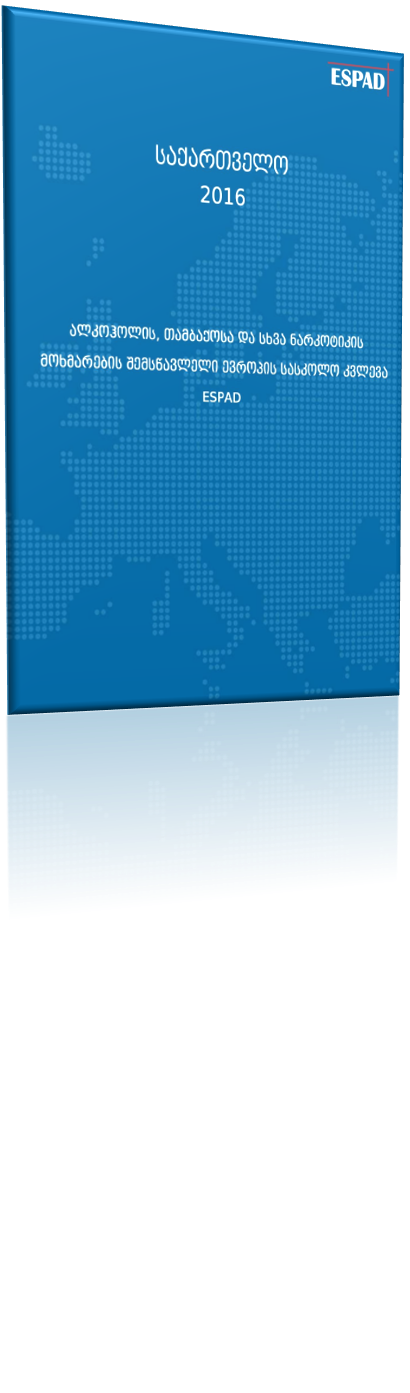 ESPAD
საქართველო
2016
ალკოჰოლის, თამბაქოსა და სხვა ნარკოტიკის
მოხმარების შემსწავლელი ევროპის სასკოლო კვლევა
ESPAD